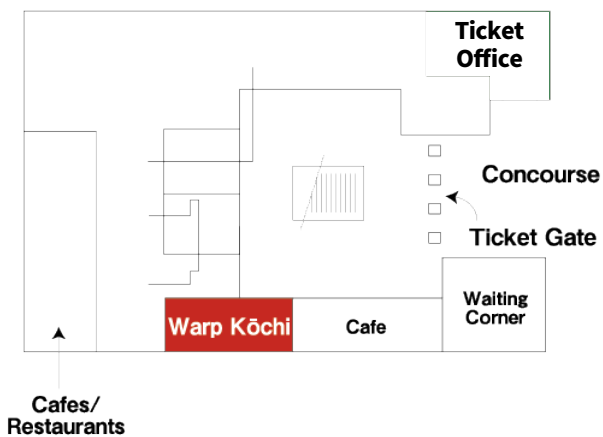 Ticket
Office
Concourse
Ticket Gate
Waiting
Corner
Warp Kōchi
Cafe
Cafes/
Restaurants